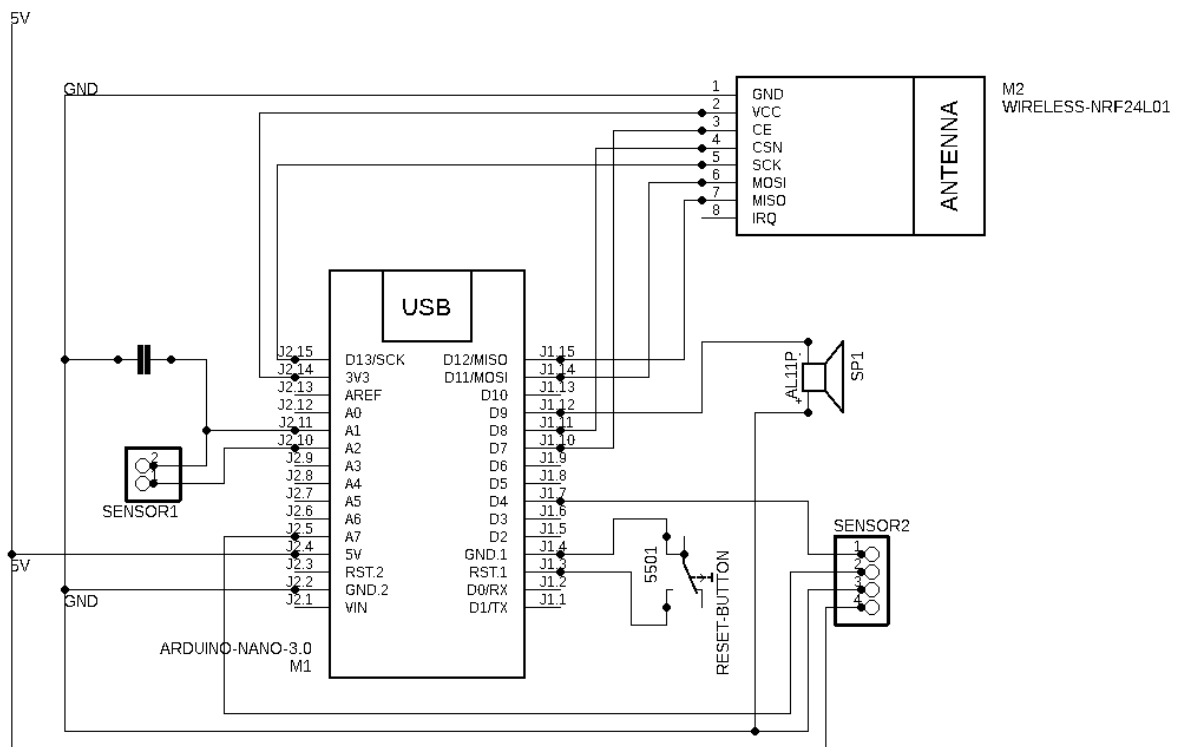 5V
GND
1
2
3
4
5
6
7
8
GND
VCC
CE
CSN
SCK
MOSI
MISO
IRQ
ANTENNA
M2
WIRELESS-NRF24L01
USB
J2.15
J2.14
J2.13
J2.12
J2.11
J2.10
J2.9
J2.8
J2.7
J2.6
J2.5
J2.4
J2.3
J2.2
J2.1
D13/SCK
3V3
AREF
A0
A1
A2
A3
A4
A5
A6
A7
5V
RST.2
GND.2
VIN
D12/MISO
D11/MOSI
D10
D9
D8
D7
D6
D5
D4
D3
D2
GND.1
RST.1
D0/RX
D1/TX
J1.15
J1.14
J1.13
J1.12
J1.11
J1.10
J1.9
J1.8
J1.7
J1.6
J1.5
J1.4
J1.3
J1.2
J1.1
AL11P
+
SP1
2
1
SENSOR1
5V
GND
5501
RESET-BUTTON
SENSOR2
1
2
3
4
ARDUINO-NANO-3.0
M1